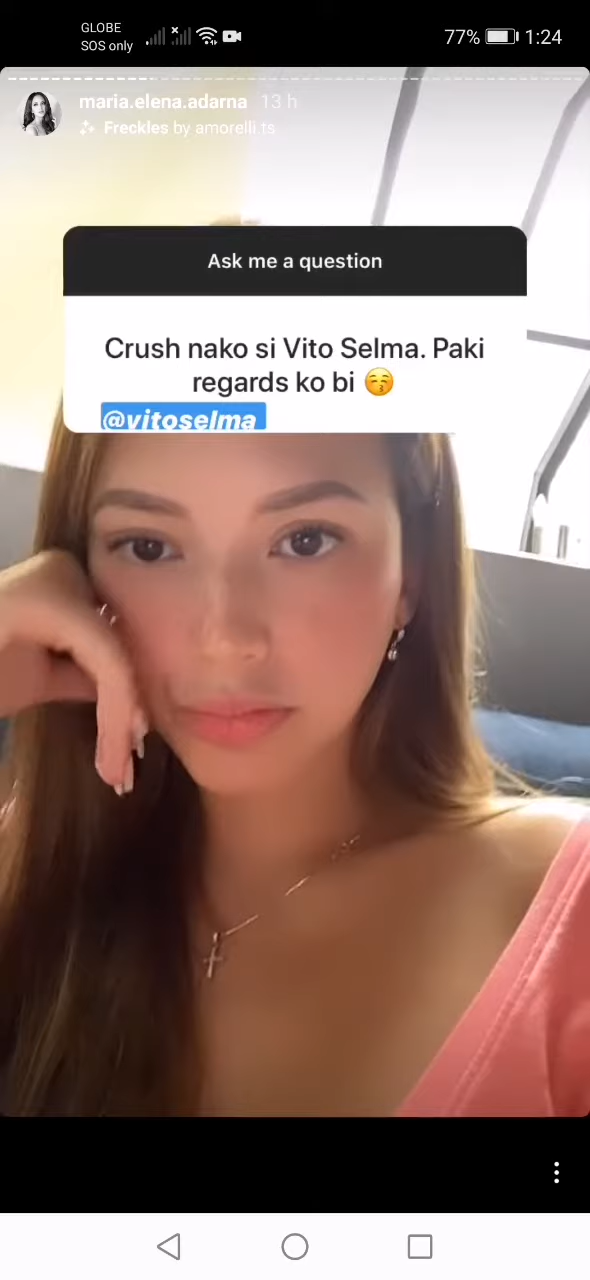 GLOBE
SOS only
77% 1:24
maria.elena.adarna 13 h
Freckles by amorelli.ts
Ask me a question
Crush nako si Vito Selma. Paki
regards ko bi 😚
@vitoselma